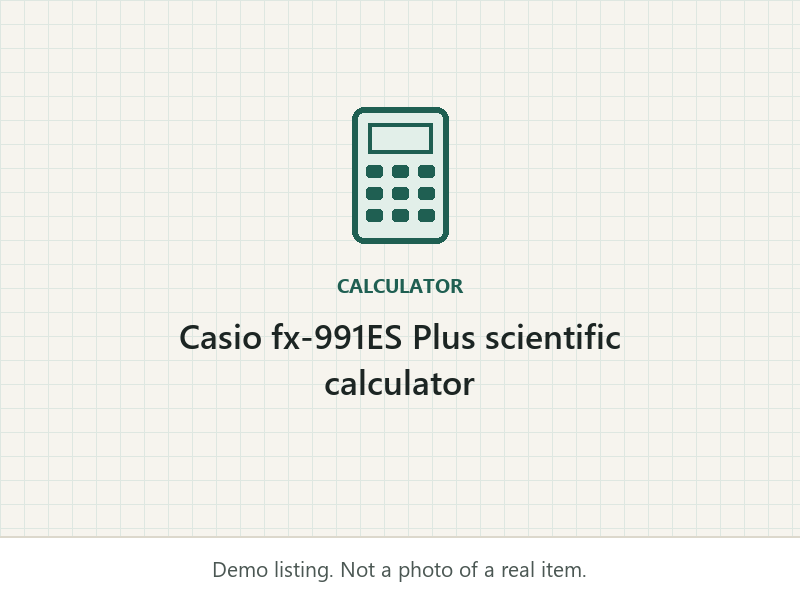 CALCULATOR
Casio fx-991ES Plus scientific
calculator
Demo listing. Not a photo of a real item.